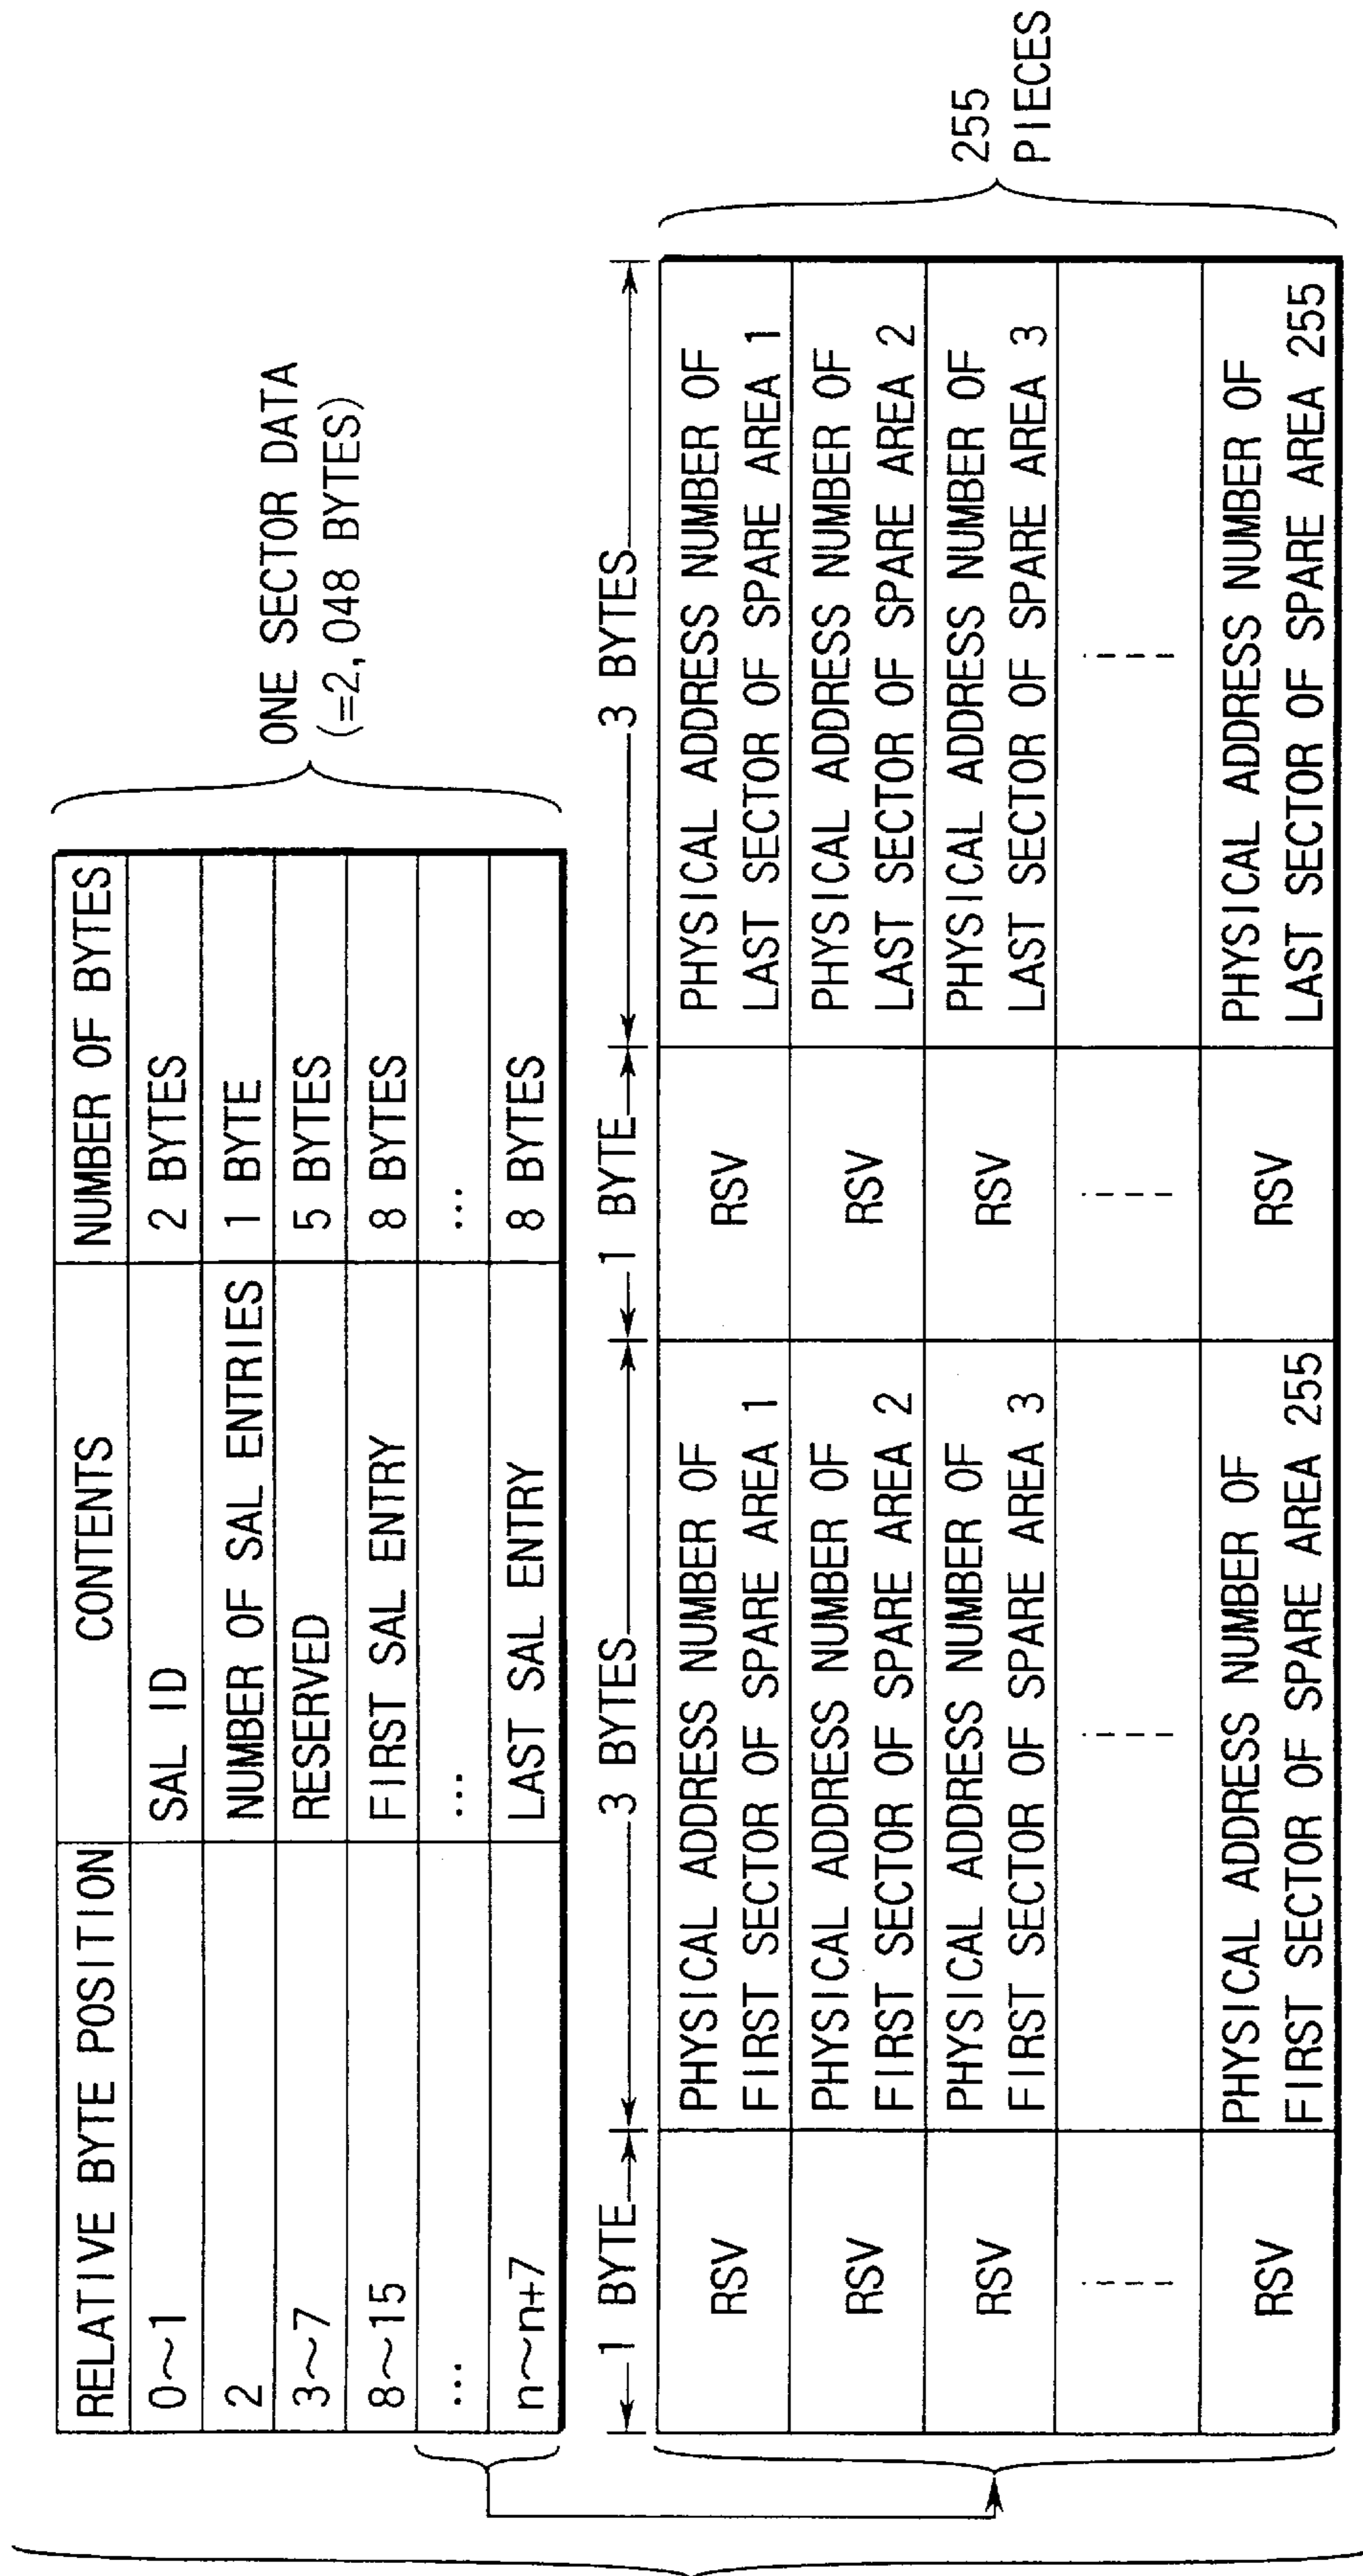 RELATIVE BYTE POSITION CONTENTS NUMBER OF BYTES
0~1 SAL ID 2 BYTES
2 NUMBER OF SAL ENTRIES 1 BYTE
3~7 RESERVED 5 BYTES
8~15 FIRST SAL ENTRY 8 BYTES
... ... ...
n~n+7 LAST SAL ENTRY 8 BYTES
ONE SECTOR DATA
(=2,048 BYTES)
1 BYTE 3 BYTES 1 BYTE 3 BYTES
RSV PHYSICAL ADDRESS NUMBER OF FIRST SECTOR OF SPARE AREA 1 RSV PHYSICAL ADDRESS NUMBER OF LAST SECTOR OF SPARE AREA 1
RSV PHYSICAL ADDRESS NUMBER OF FIRST SECTOR OF SPARE AREA 2 RSV PHYSICAL ADDRESS NUMBER OF LAST SECTOR OF SPARE AREA 2
RSV PHYSICAL ADDRESS NUMBER OF FIRST SECTOR OF SPARE AREA 3 RSV PHYSICAL ADDRESS NUMBER OF LAST SECTOR OF SPARE AREA 3
RSV PHYSICAL ADDRESS NUMBER OF FIRST SECTOR OF SPARE AREA 255 RSV PHYSICAL ADDRESS NUMBER OF LAST SECTOR OF SPARE AREA 255
255
PIECES